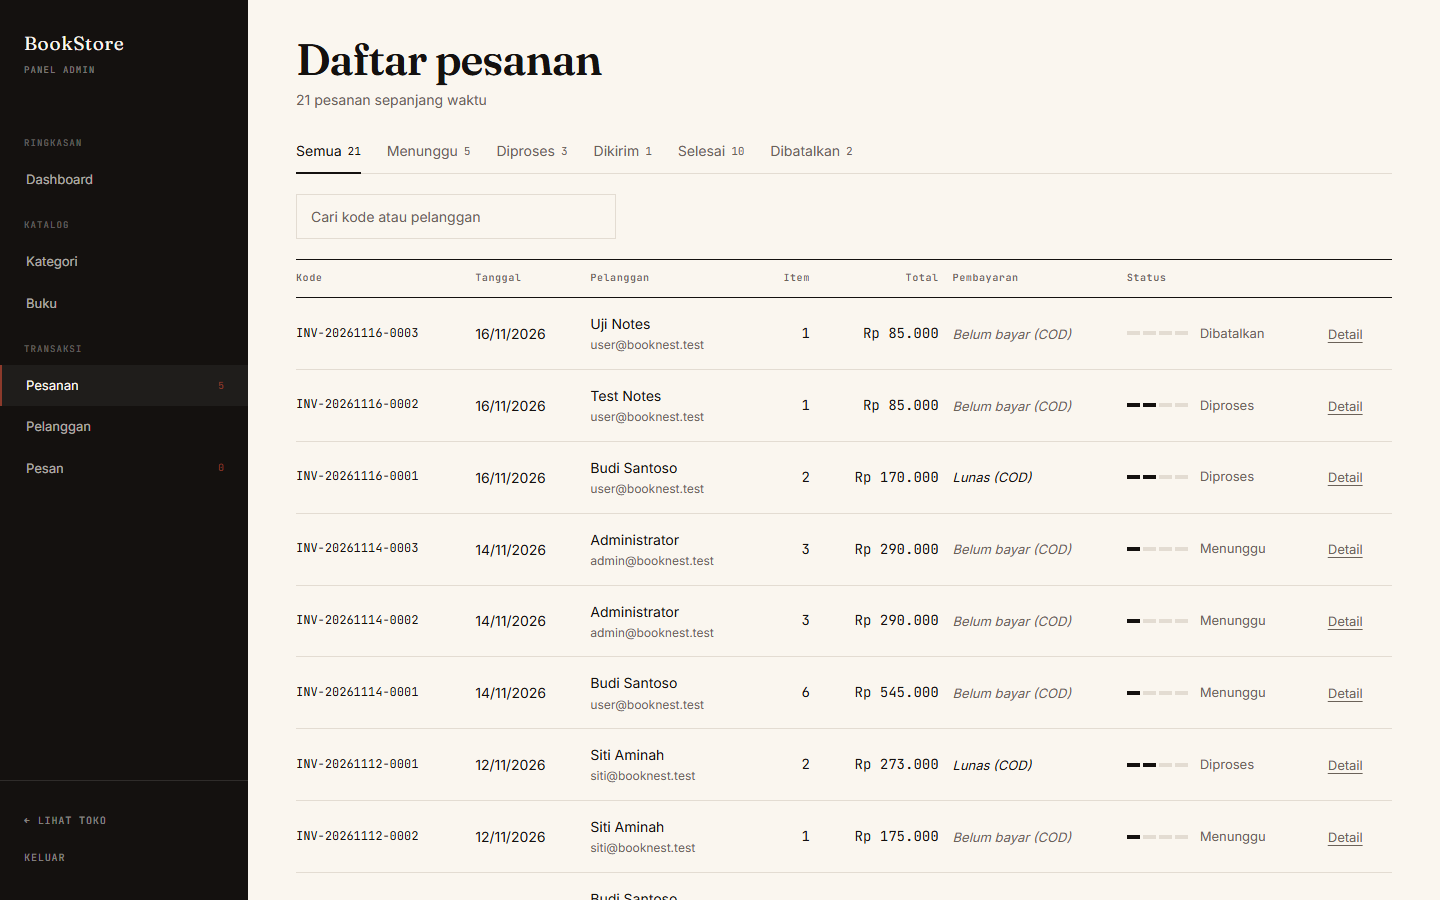 BookStore
PANEL ADMIN
RINGKASAN
Dashboard
KATALOG
Kategori
Buku
TRANSAKSI
Pesanan 5
Pelanggan
Pesan 0
← LIHAT TOKO
KELUAR
Daftar pesanan
21 pesanan sepanjang waktu
Semua 21 Menunggu 5 Diproses 3 Dikirim 1 Selesai 10 Dibatalkan 2
Cari kode atau pelanggan
Kode Tanggal Pelanggan Item Total Pembayaran Status
INV-20261116-0003 16/11/2026 Uji Notes 1 Rp 85.000 Belum bayar (COD) Dibatalkan Detail
user@booknest.test
INV-20261116-0002 16/11/2026 Test Notes 1 Rp 85.000 Belum bayar (COD) Diproses Detail
user@booknest.test
INV-20261116-0001 16/11/2026 Budi Santoso 2 Rp 170.000 Lunas (COD) Diproses Detail
user@booknest.test
INV-20261114-0003 14/11/2026 Administrator 3 Rp 290.000 Belum bayar (COD) Menunggu Detail
admin@booknest.test
INV-20261114-0002 14/11/2026 Administrator 3 Rp 290.000 Belum bayar (COD) Menunggu Detail
admin@booknest.test
INV-20261114-0001 14/11/2026 Budi Santoso 6 Rp 545.000 Belum bayar (COD) Menunggu Detail
user@booknest.test
INV-20261112-0001 12/11/2026 Siti Aminah 2 Rp 273.000 Lunas (COD) Diproses Detail
siti@booknest.test
INV-20261112-0002 12/11/2026 Siti Aminah 1 Rp 175.000 Belum bayar (COD) Menunggu Detail
siti@booknest.test
Budi Santoso